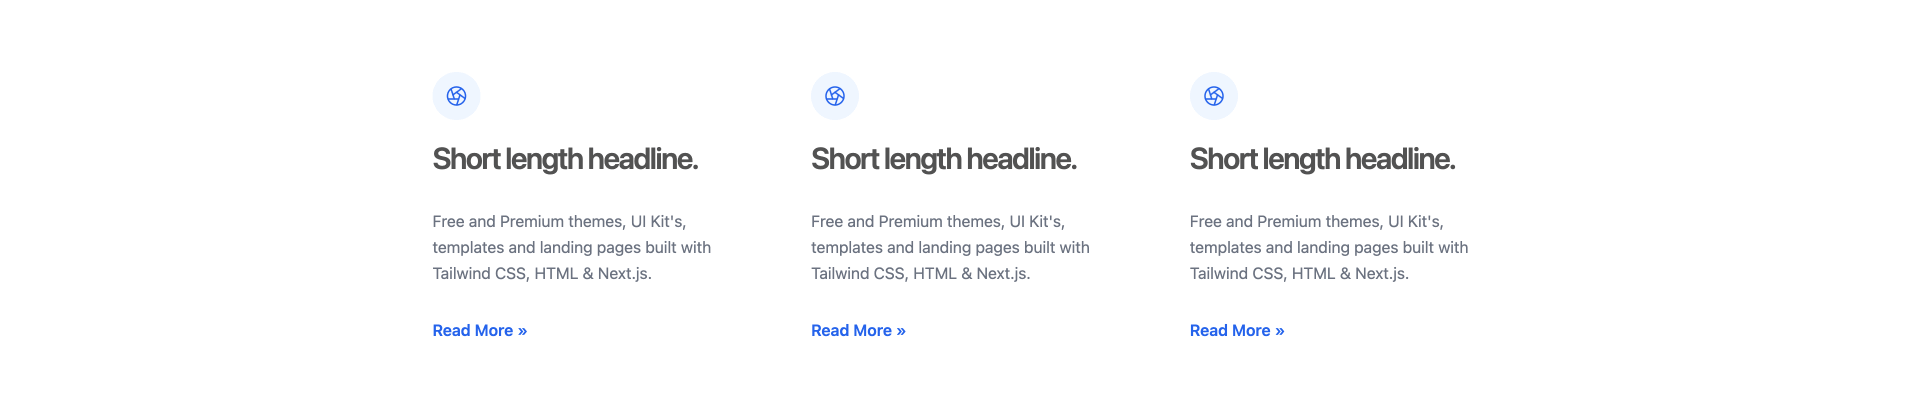 Short length headline.
Free and Premium themes, UI Kit's,
templates and landing pages built with
Tailwind CSS, HTML & Next.js.
Read More »
Short length headline.
Free and Premium themes, UI Kit's,
templates and landing pages built with
Tailwind CSS, HTML & Next.js.
Read More »
Short length headline.
Free and Premium themes, UI Kit's,
templates and landing pages built with
Tailwind CSS, HTML & Next.js.
Read More »